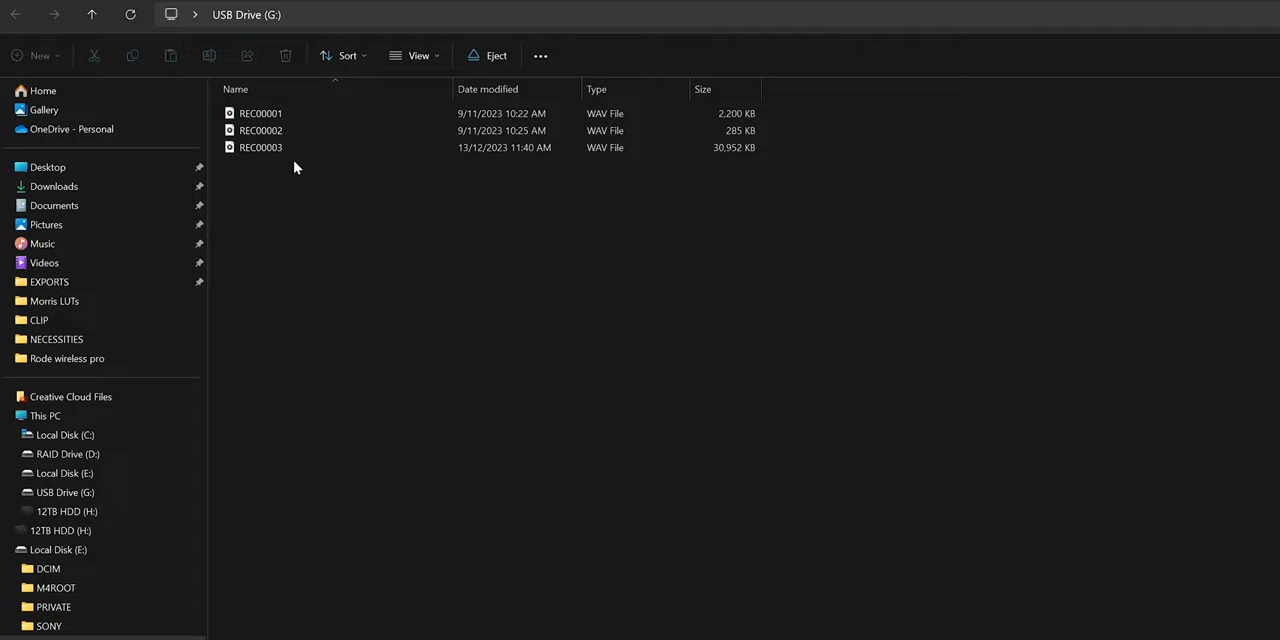 USB Drive (G:)
New
Sort
View
Eject
Name Date modified Type Size
REC00001 9/11/2023 10:22 AM WAV File 2,200 KB
REC00002 9/11/2023 10:25 AM WAV File 285 KB
REC00003 13/12/2023 11:40 AM WAV File 30,952 KB
Home
Gallery
OneDrive - Personal
Desktop
Downloads
Documents
Pictures
Music
Videos
EXPORTS
Morris LUTs
CLIP
NECESSITIES
Rode wireless pro
Creative Cloud Files
This PC
Local Disk (C:)
RAID Drive (D:)
Local Disk (E:)
USB Drive (G:)
12TB HDD (H:)
12TB HDD (H:)
Local Disk (E:)
DCIM
M4ROOT
PRIVATE
SONY